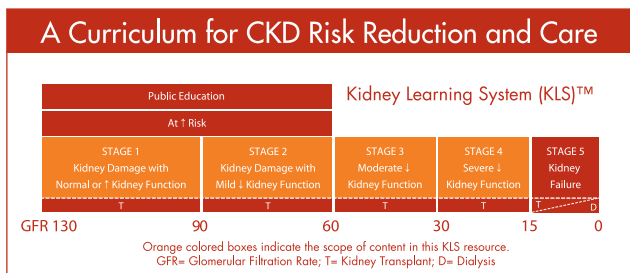 A Curriculum for CKD Risk Reduction and Care
Public Education
Kidney Learning System (KLS)™
At ↑ Risk
STAGE 1
Kidney Damage with
Normal or ↑ Kidney Function
STAGE 2
Kidney Damage with
Mild ↓ Kidney Function
STAGE 3
Moderate ↓
Kidney Function
STAGE 4
Severe ↓
Kidney Function
STAGE 5
Kidney
Failure
T T T T T D
GFR 130 90 60 30 15 0
Orange colored boxes indicate the scope of content in this KLS resource.
GFR= Glomerular Filtration Rate; T= Kidney Transplant; D= Dialysis